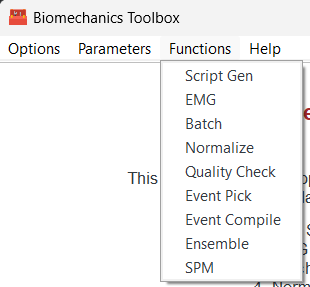 Biomechanics Toolbox
Options Parameters Functions Help
Script Gen
EMG
Batch
Normalize
This
Quality Check
Event Pick
Event Compile
Ensemble
SPM